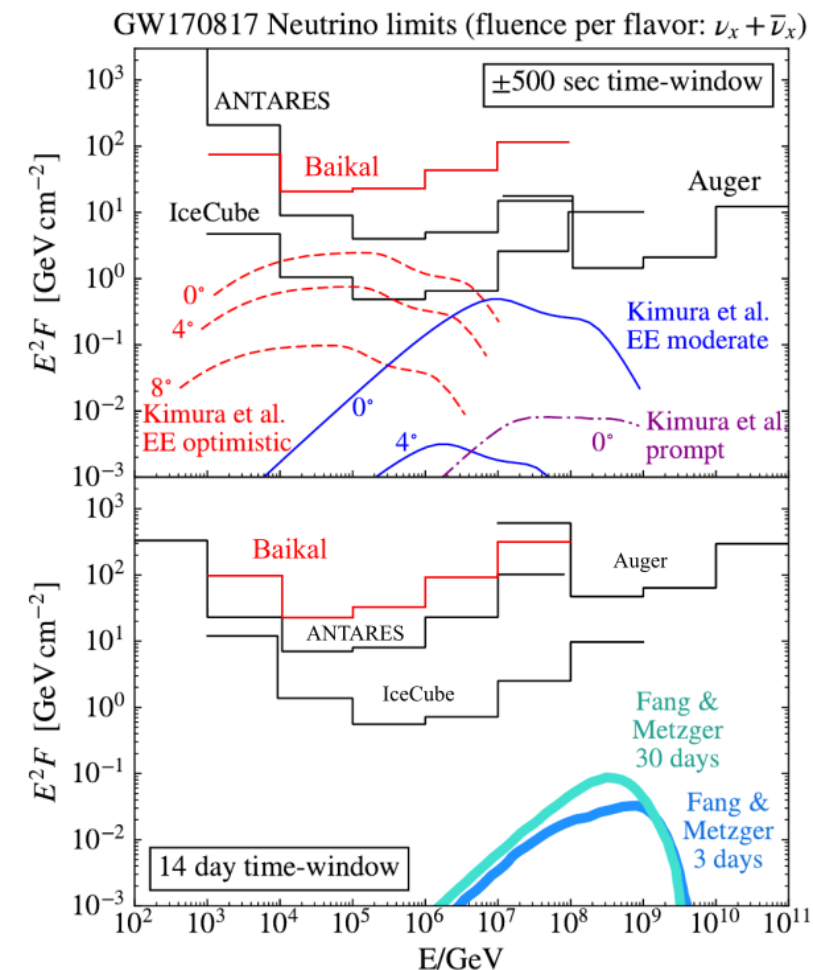 GW170817 Neutrino limits (fluence per flavor: νₓ + ν̅ₓ)
±500 sec time-window
10³
ANTARES
10²
Baikal
Auger
10¹
IceCube
10⁰
0°
4°
Kimura et al.
EE moderate
10⁻¹
8°
0°
10⁻²
Kimura et al.
EE optimistic
4°
0°
Kimura et al.
prompt
10⁻³
E²F [GeV cm⁻²]
10³
Baikal
10²
Auger
ANTARES
10¹
IceCube
10⁰
Fang &
Metzger
30 days
10⁻¹
Fang &
Metzger
3 days
10⁻²
14 day time-window
10⁻³
E²F [GeV cm⁻²]
10² 10³ 10⁴ 10⁵ 10⁶ 10⁷ 10⁸ 10⁹ 10¹⁰ 10¹¹
E/GeV